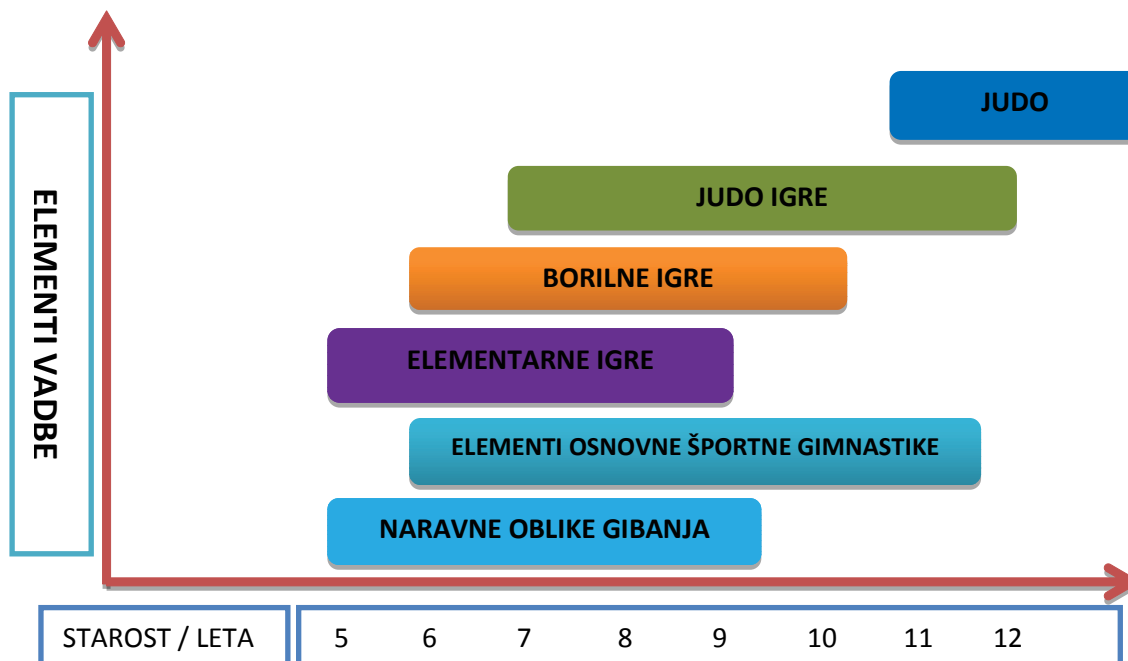 JUDO
JUDO IGRE
BORILNE IGRE
ELEMENTARNE IGRE
ELEMENTI OSNOVNE ŠPORTNE GIMNASTIKE
NARAVNE OBLIKE GIBANJA
ELEMENTI VADBE
STAROST / LETA 5 6 7 8 9 10 11 12